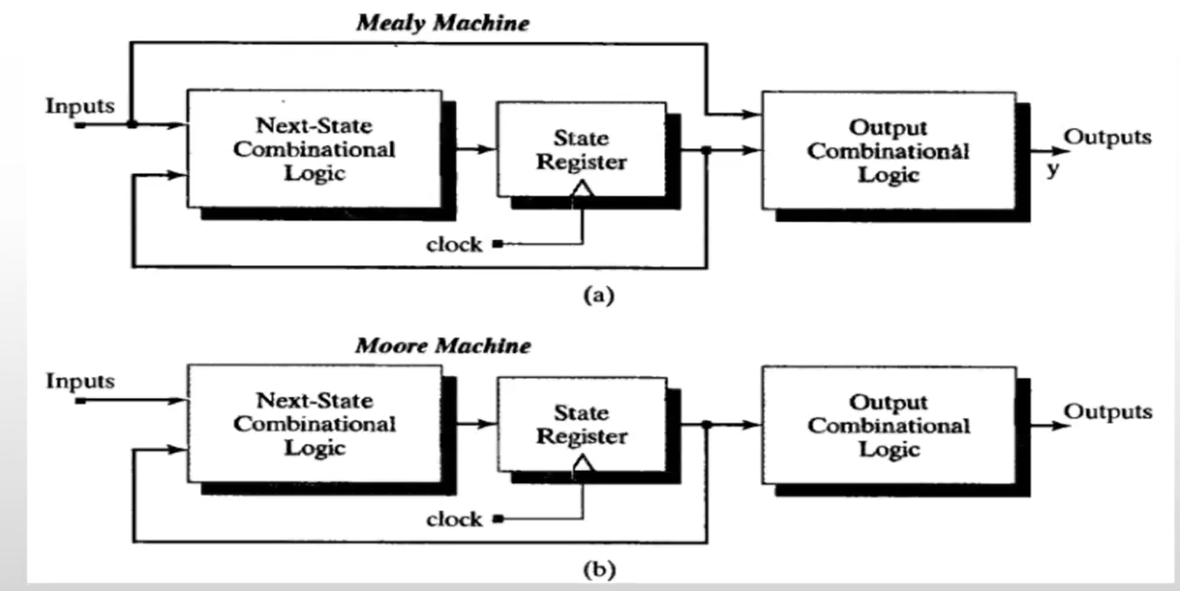 Mealy Machine
Inputs
Next-State
Combinational
Logic
State
Register
Output
Combinational
Logic
Outputs
y
clock
(a)
Moore Machine
Inputs
Next-State
Combinational
Logic
State
Register
Output
Combinational
Logic
Outputs
clock
(b)